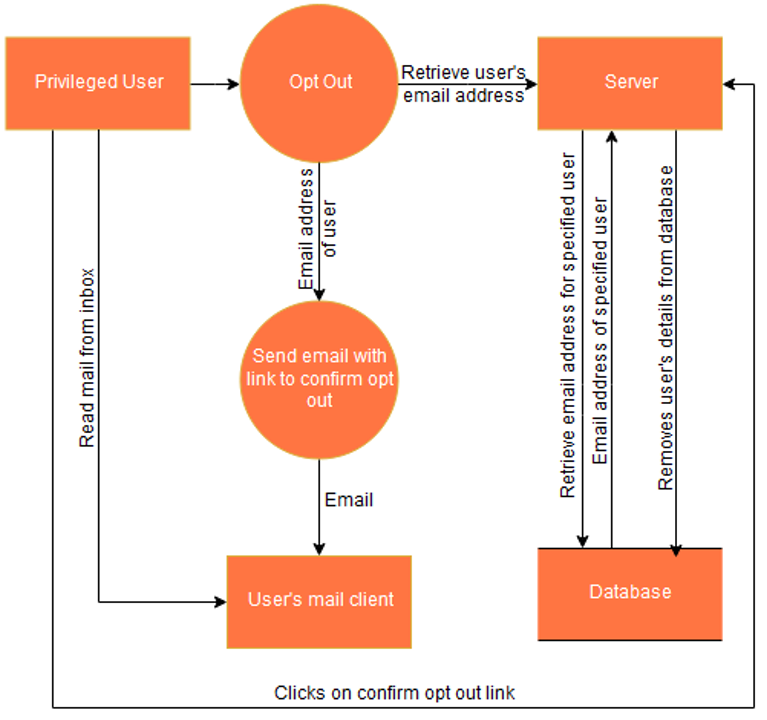 Privileged User
Opt Out
Retrieve user's
email address
Server
Email address
of user
Retrieve email address for specified user
Email address of specified user
Removes user's details from database
Read mail from inbox
Send email with
link to confirm opt
out
Email
User's mail client
Database
Clicks on confirm opt out link